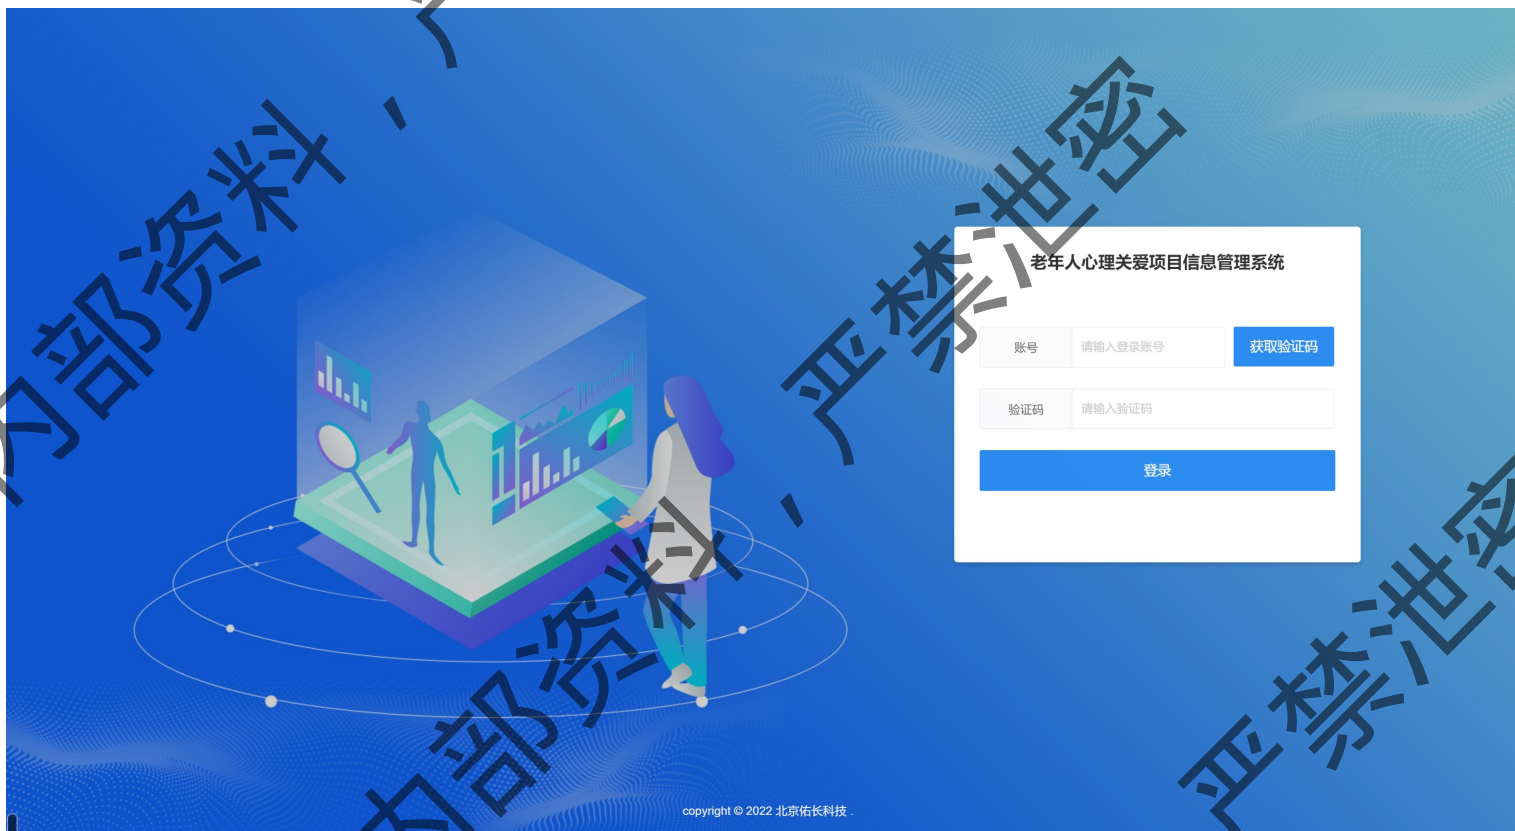 内部资料，严禁泄密
老年人心理关爱项目信息管理系统
账号 请输入登录账号 获取验证码
验证码 请输入验证码
登录
内部资料，严禁泄密
严禁泄密
copyright © 2022 北京佑长科技 .